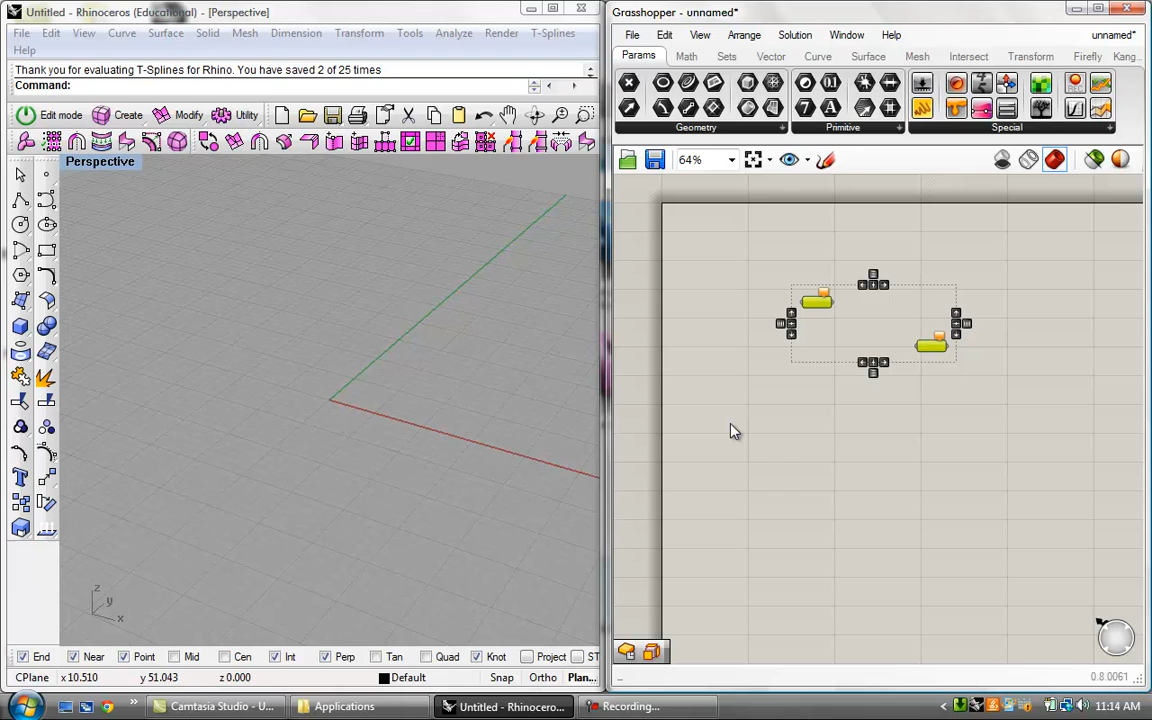 Untitled - Rhinoceros (Educational) - [Perspective]
File Edit View Curve Surface Solid Mesh Dimension Transform Tools Analyze Render T-Splines
Help
Thank you for evaluating T-Splines for Rhino. You have saved 2 of 25 times
Command:
Edit mode Create Modify Utility
Perspective
z
y
x
End Near Point Mid Cen Int Perp Tan Quad Knot Project ST
CPlane x 10.510 y 51.043 z 0.000 Default Snap Ortho Plan...
Grasshopper - unnamed*
File Edit View Arrange Solution Window Help unnamed*
Params Math Sets Vector Curve Surface Mesh Intersect Transform Firefly Kang
Geometry Primitive Special
64%
0.8.0061
Camtasia Studio - U... Applications Untitled - Rhinocero... Recording... 11:14 AM